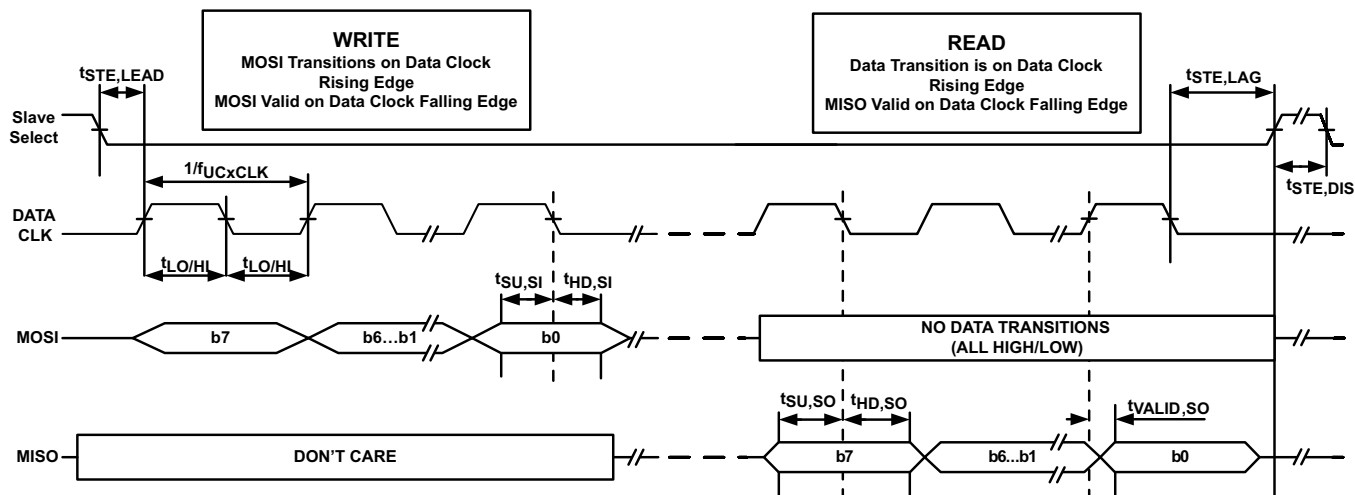 WRITE
MOSI Transitions on Data Clock
Rising Edge
MOSI Valid on Data Clock Falling Edge
READ
Data Transition is on Data Clock
Rising Edge
MISO Valid on Data Clock Falling Edge
tSTE,LEAD
tSTE,LAG
Slave
Select
tSTE,DIS
1/fUCxCLK
DATA
CLK
tLO/HI
tLO/HI
tSU,SI
tHD,SI
MOSI
b7
b6...b1
b0
NO DATA TRANSITIONS
(ALL HIGH/LOW)
tSU,SO
tHD,SO
tVALID,SO
MISO
DON'T CARE
b7
b6...b1
b0